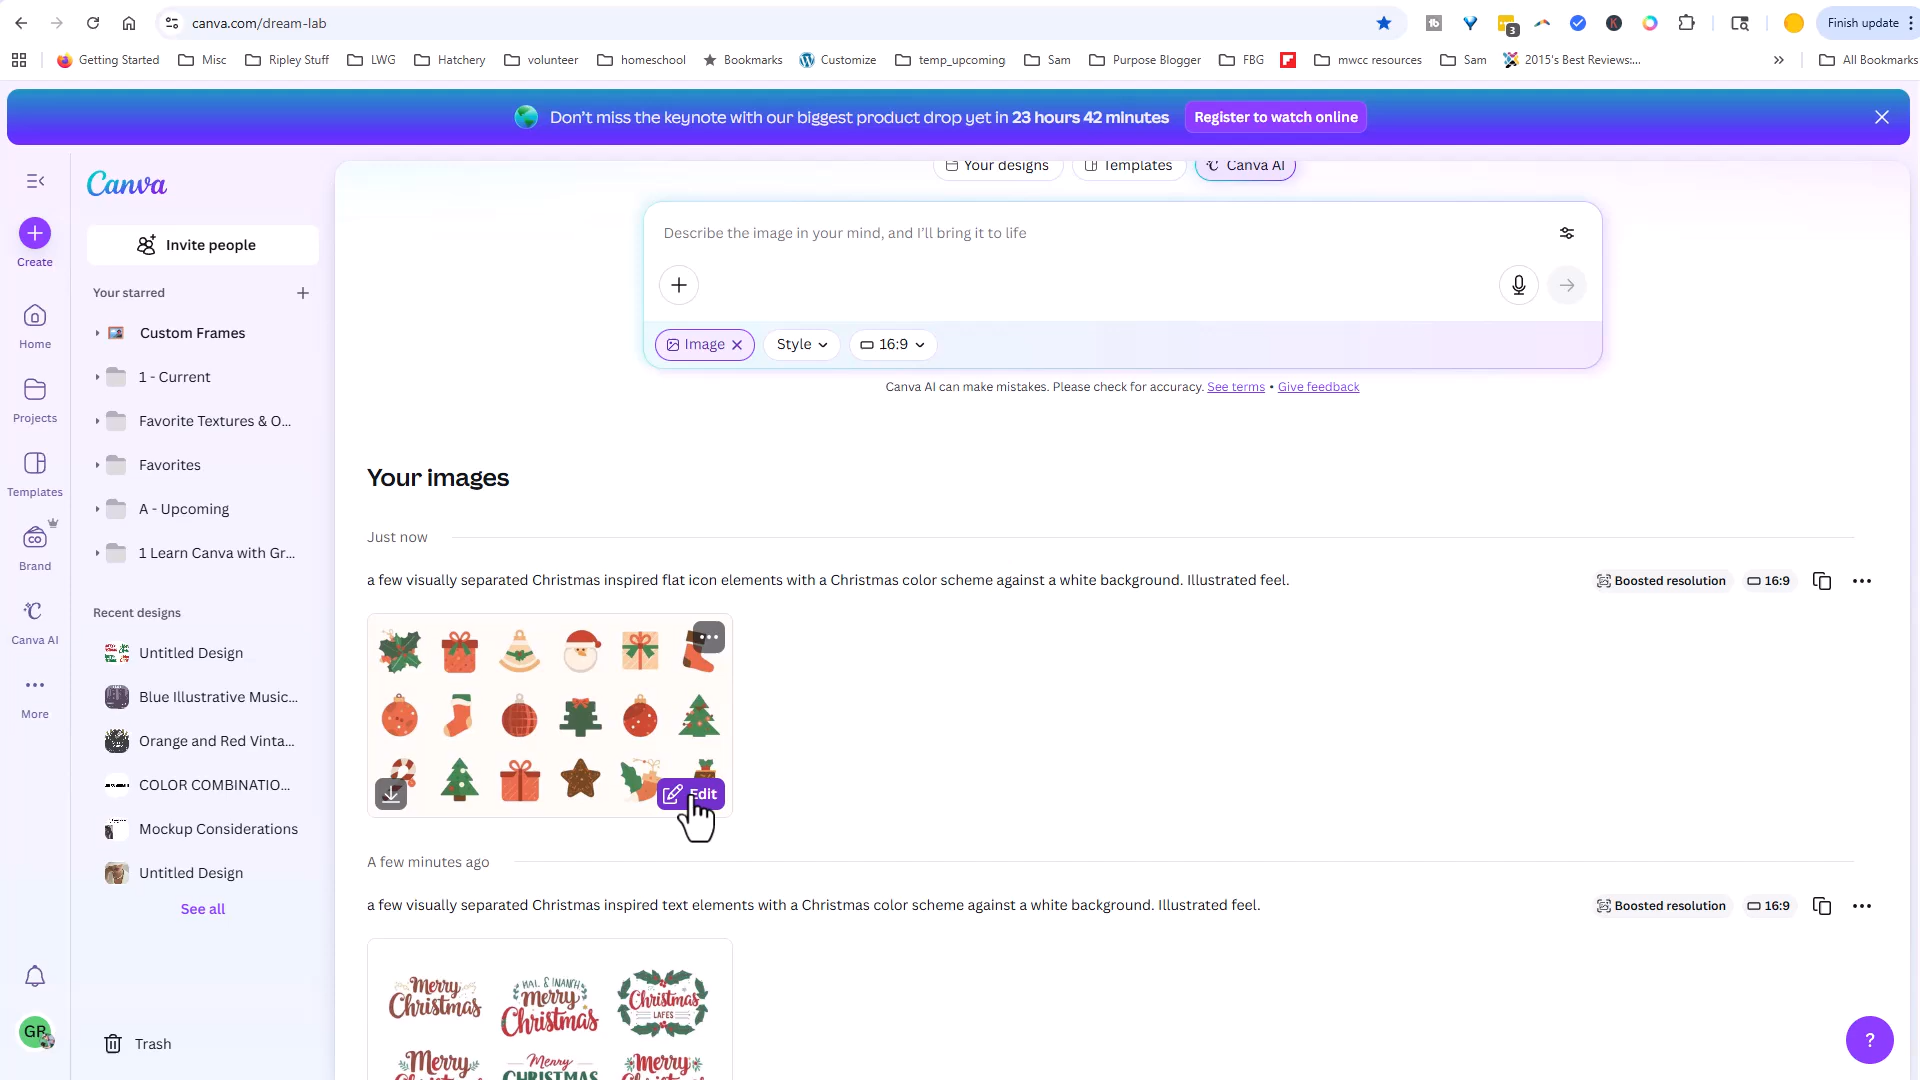 canva.com/dream-lab
3
Finish update
Getting Started
Misc
Ripley Stuff
LWG
Hatchery
volunteer
homeschool
Bookmarks
Customize
temp_upcoming
Sam
Purpose Blogger
FBG
mwcc resources
Sam
2015's Best Reviews:...
All Bookmarks
Don't miss the keynote with our biggest product drop yet in 23 hours 42 minutes
Register to watch online
Canva
Create
Home
Projects
Templates
Brand
Canva AI
More
GR
Invite people
Your starred
Custom Frames
1 - Current
Favorite Textures & O...
Favorites
A - Upcoming
1 Learn Canva with Gr...
Recent designs
Untitled Design
Blue Illustrative Music...
Orange and Red Vinta...
COLOR COMBINATIO...
Mockup Considerations
Untitled Design
See all
Trash
Your designs
Templates
Canva AI
Describe the image in your mind, and I'll bring it to life
Image
Style
16:9
Canva AI can make mistakes. Please check for accuracy. See terms • Give feedback
Your images
Just now
a few visually separated Christmas inspired flat icon elements with a Christmas color scheme against a white background. Illustrated feel.
Boosted resolution
16:9
Edit
A few minutes ago
a few visually separated Christmas inspired text elements with a Christmas color scheme against a white background. Illustrated feel.
Boosted resolution
16:9
Merry
Christmas
Merry
Christmas
Christmas
LAFES
Merry
Merry
CHRISTMAS
Merry
?